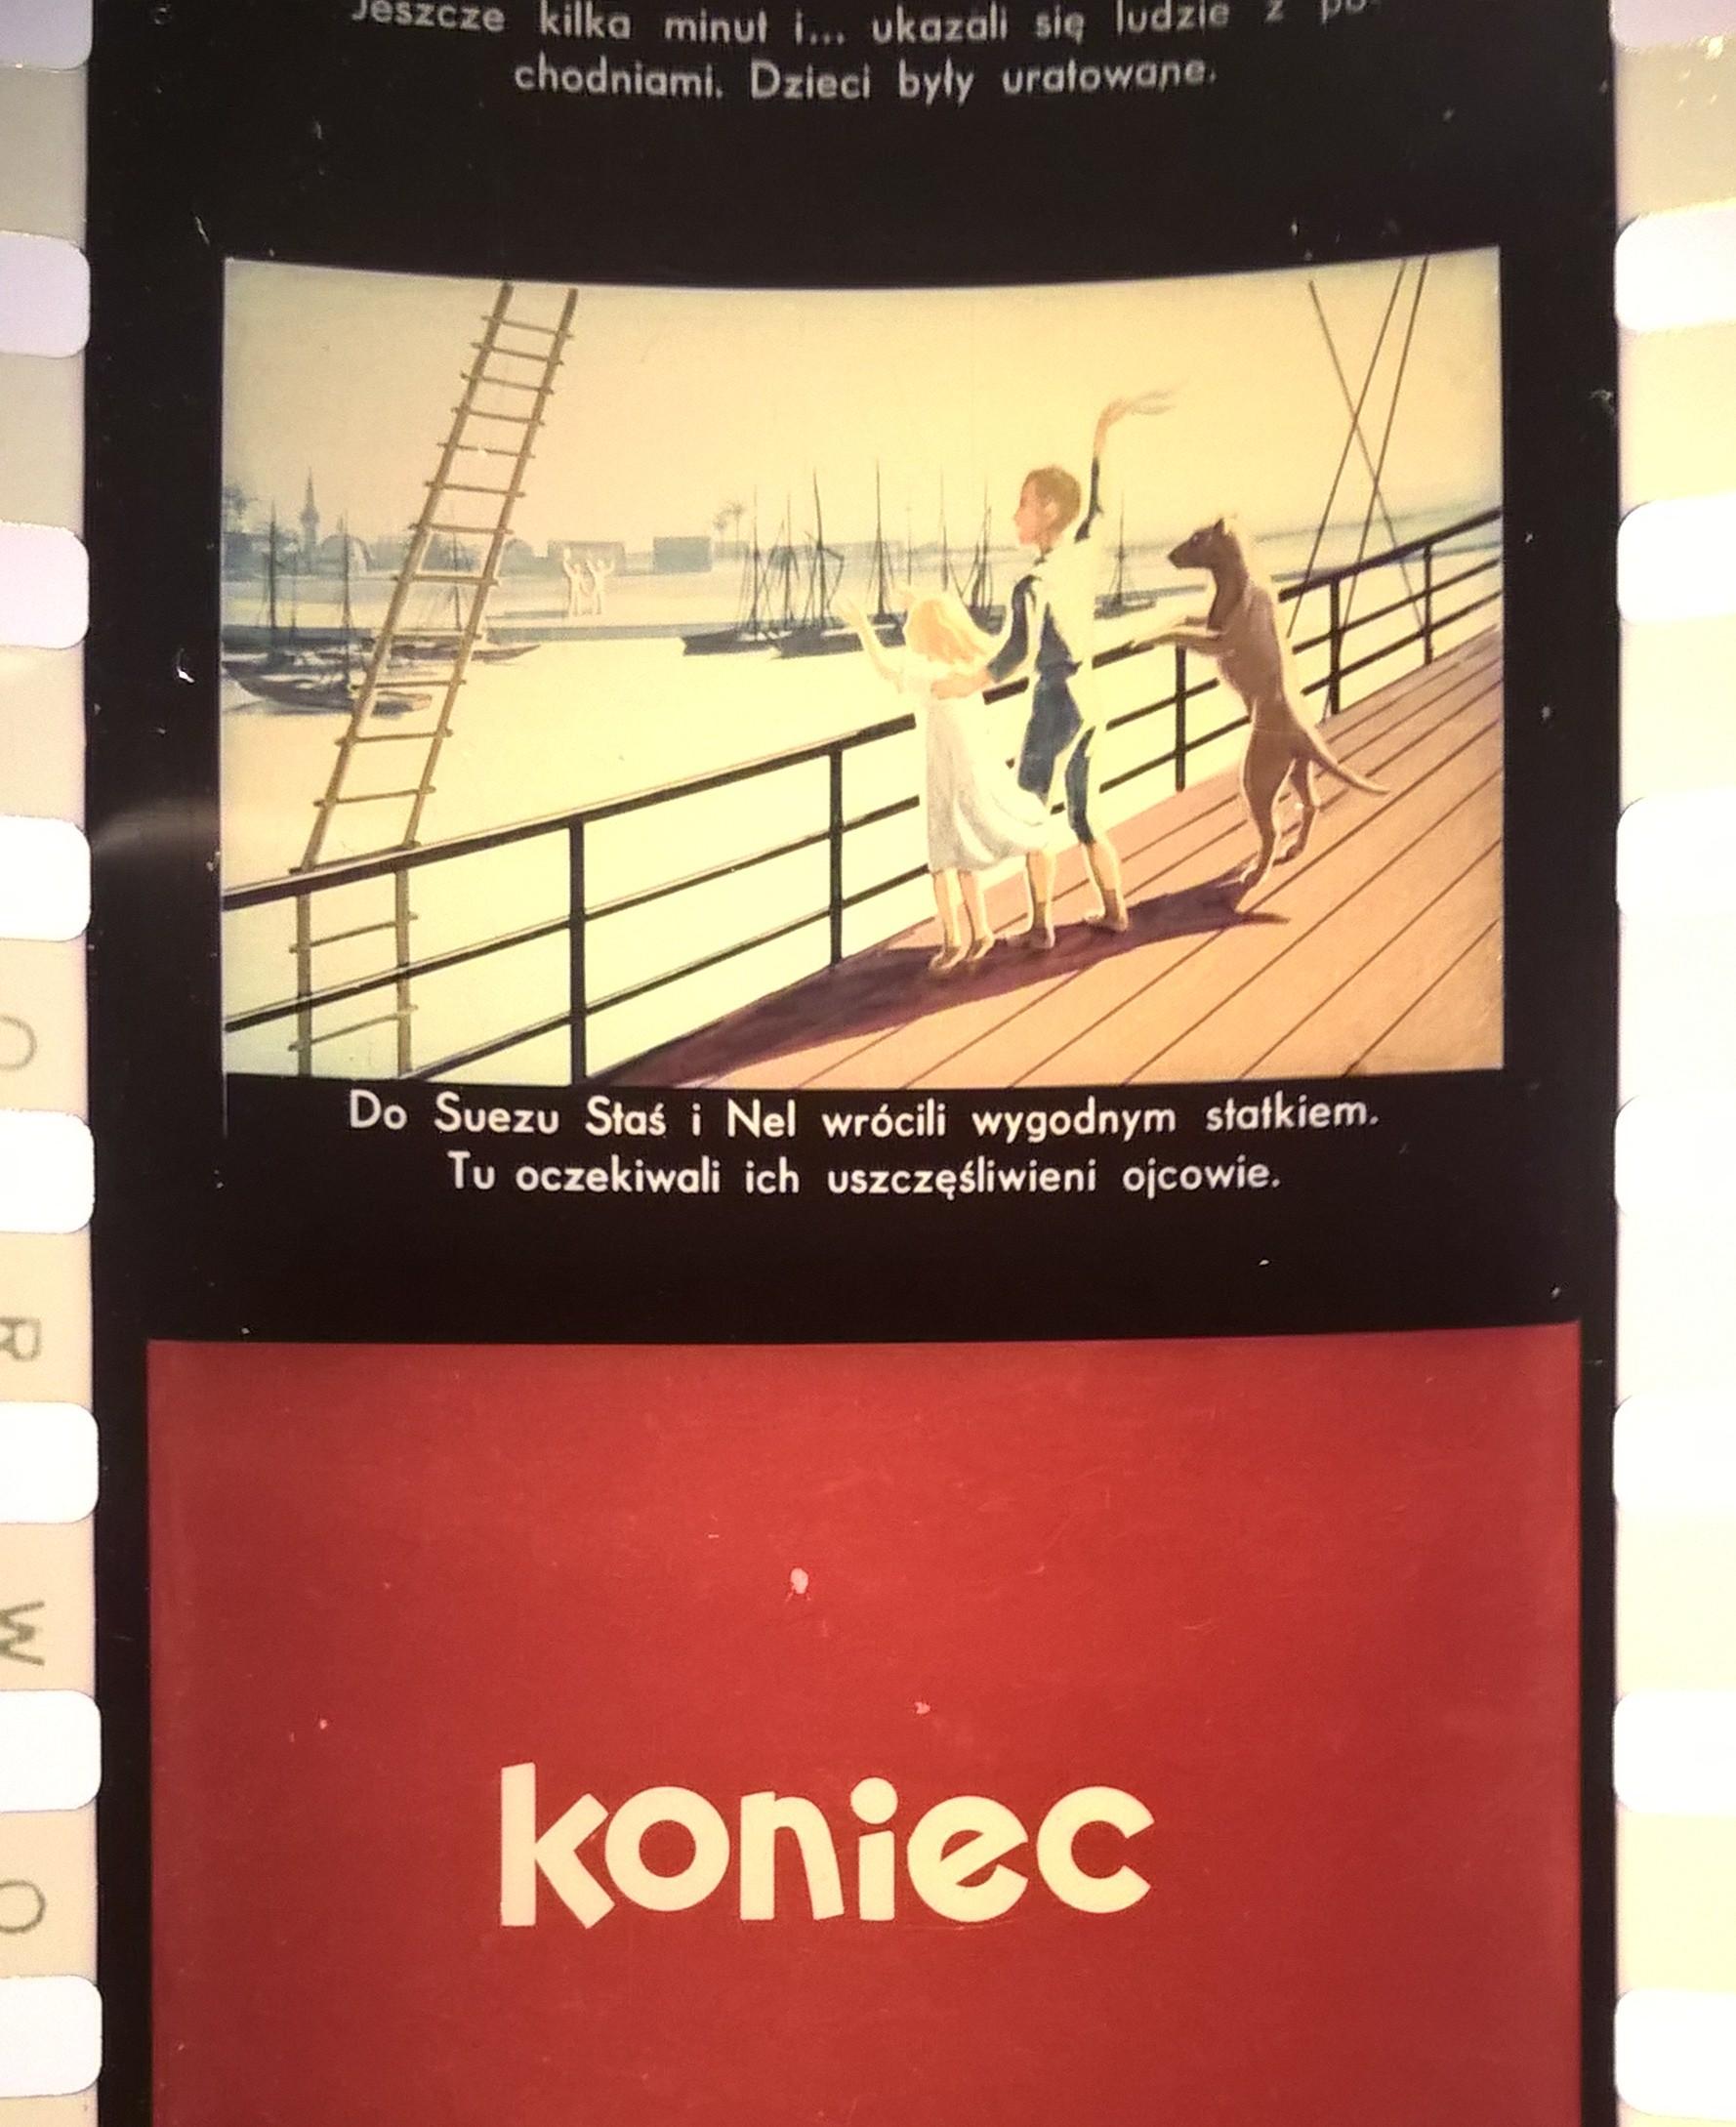 Jeszcze kilka minut i... ukazali się ludzie z po-
chodniami. Dzieci były uratowane.
Do Suezu Staś i Nel wrócili wygodnym statkiem.
Tu oczekiwali ich uszczęśliwieni ojcowie.
koniec
O
R
W
O